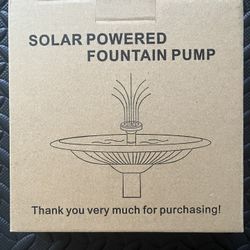 SOLAR POWERED
FOUNTAIN PUMP
Thank you very much for purchasing!